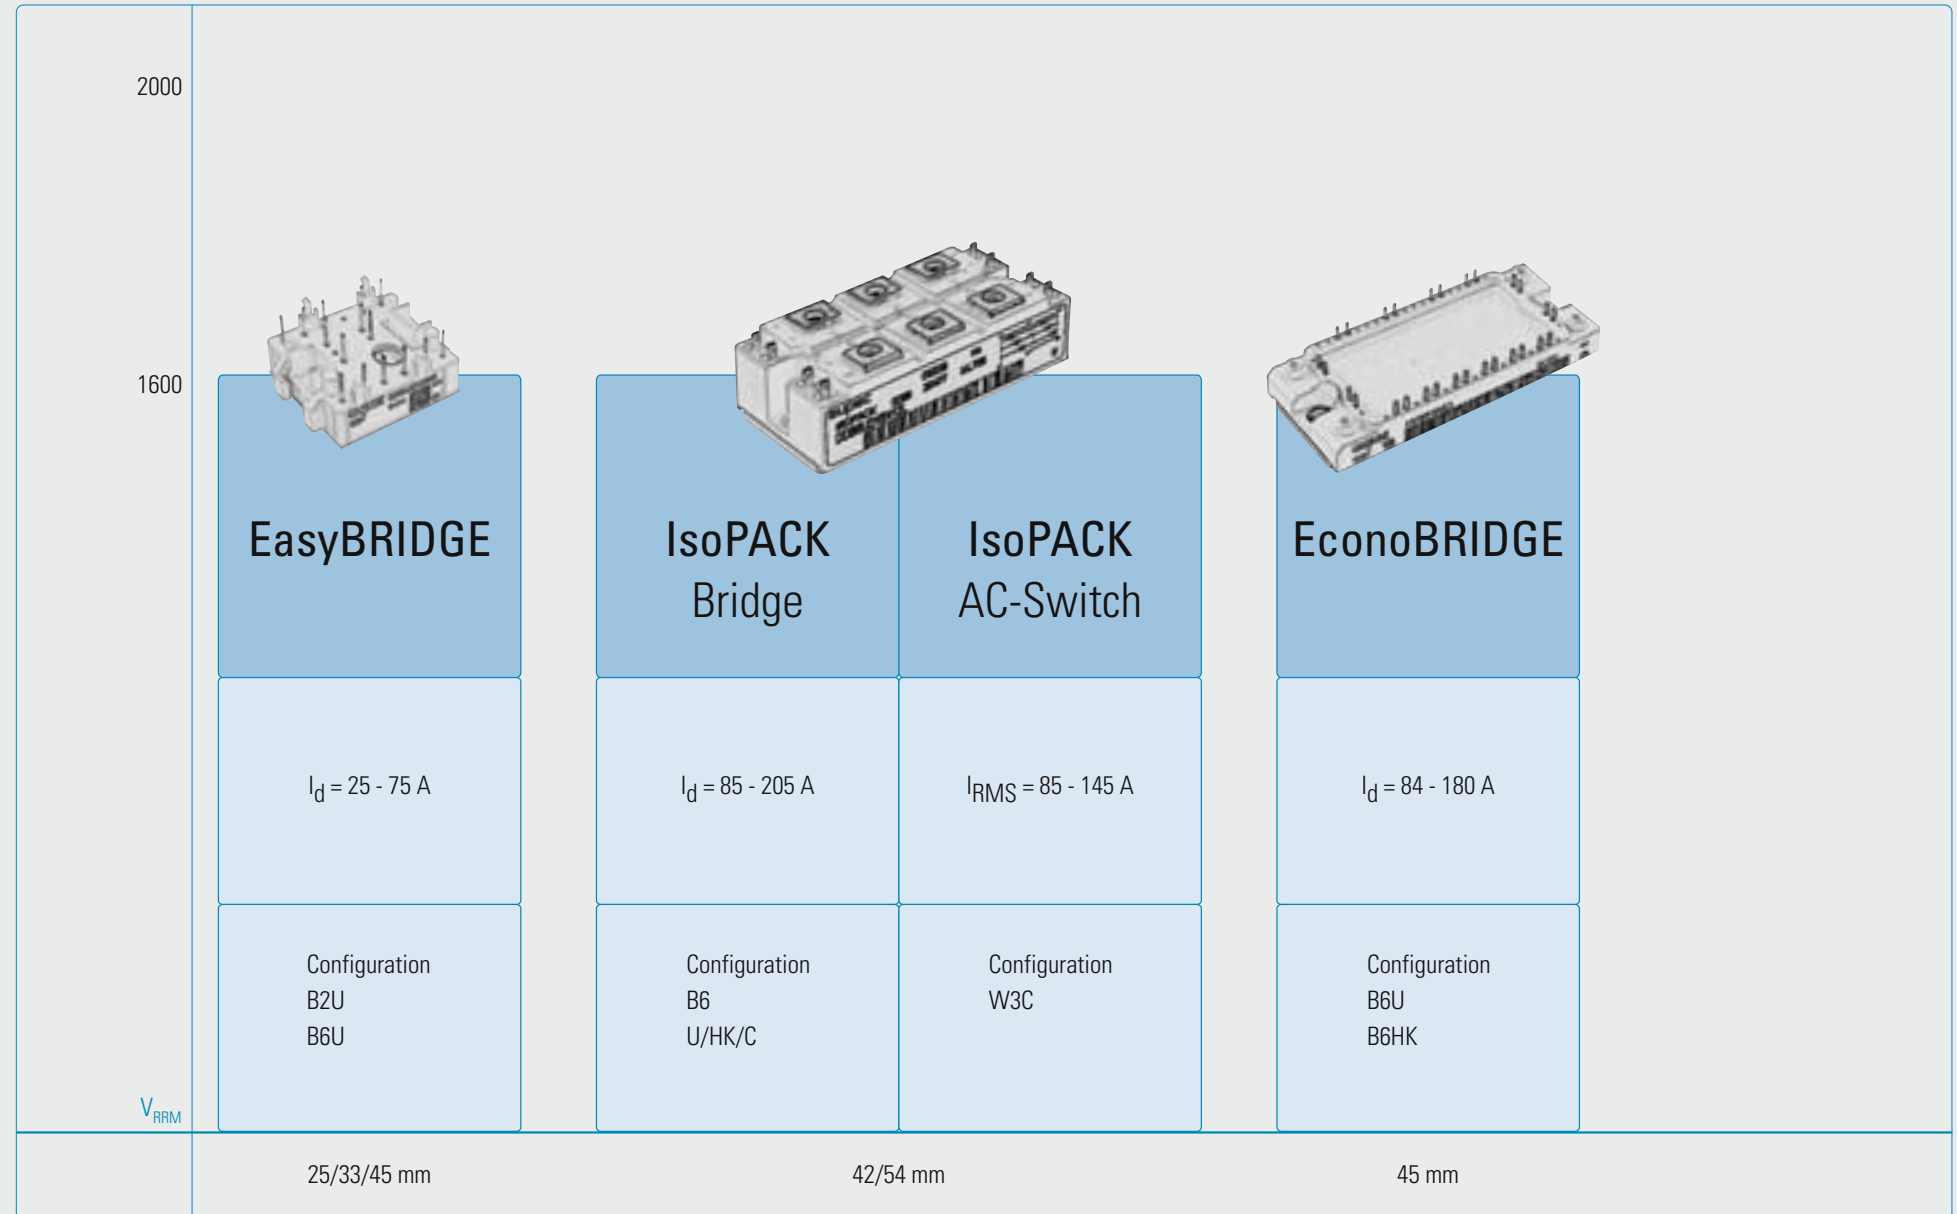 2000
1600
EasyBRIDGE
IsoPACK
Bridge
IsoPACK
AC-Switch
EconoBRIDGE
Id = 25 - 75 A
Id = 85 - 205 A
IRMS = 85 - 145 A
Id = 84 - 180 A
Configuration
B2U
B6U
Configuration
B6
U/HK/C
Configuration
W3C
Configuration
B6U
B6HK
VRRM
25/33/45 mm
42/54 mm
45 mm